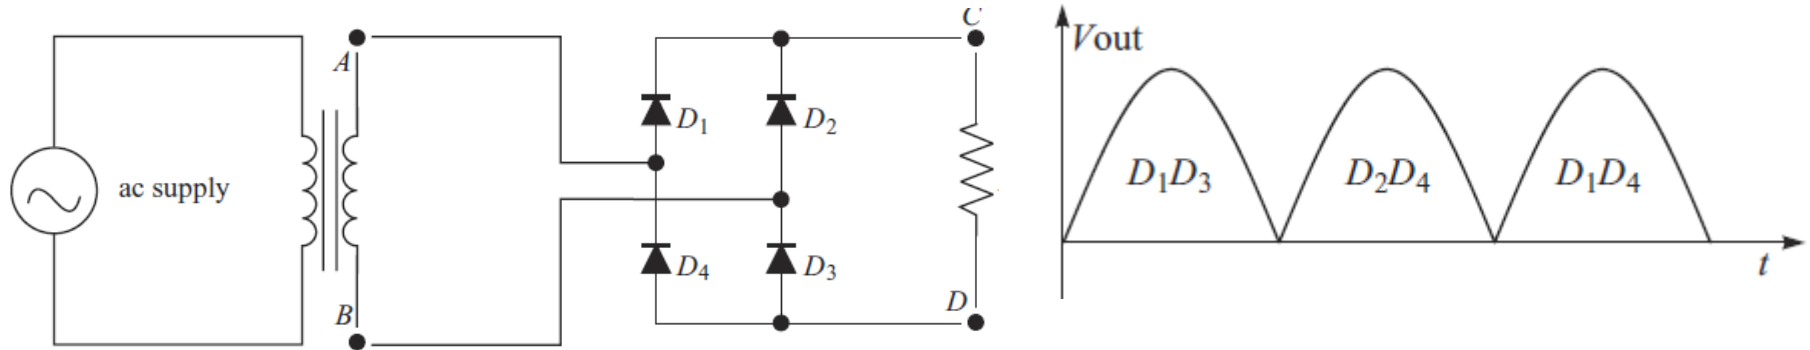 ac supply
A
B
D₁
D₂
D₄
D₃
C
D
Vout
D₁D₃
D₂D₄
D₁D₄
t